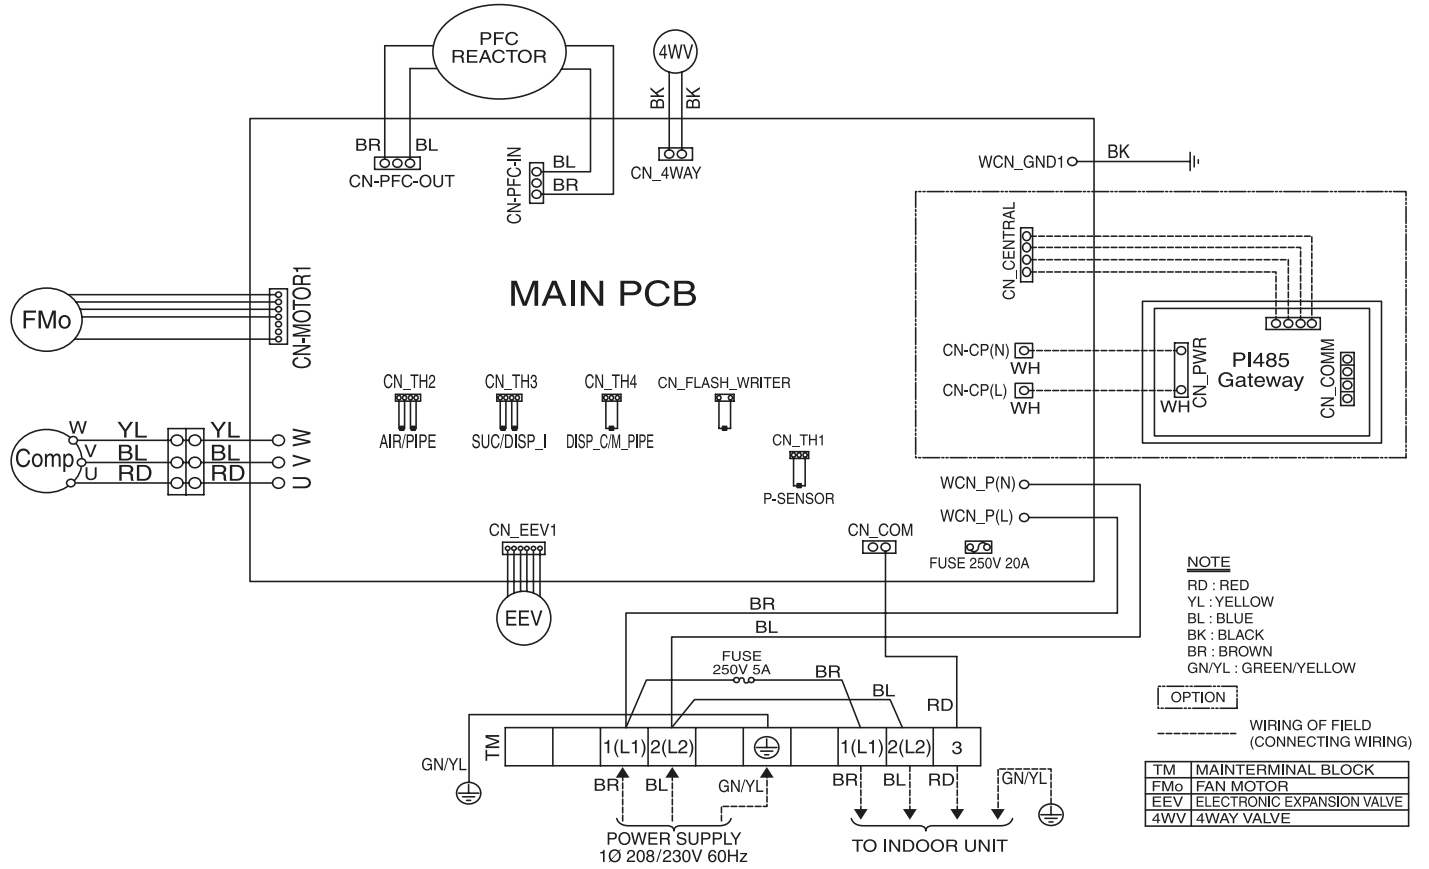 PFC
REACTOR
4WV
BK
BK
BR
BL
CN-PFC-OUT
CN-PFC-IN
BL
BR
CN_4WAY
WCN_GND1
BK
CN_CENTRAL
MAIN PCB
FMo
CN-MOTOR1
CN-CP(N)
WH
CN-CP(L)
WH
CN_PWR
WH
PI485
Gateway
CN_COMM
CN_TH2
AIR/PIPE
CN_TH3
SUC/DISP_I
CN_TH4
DISP_C/M_PIPE
CN_FLASH_WRITER
CN_TH1
P-SENSOR
Comp
W
V
U
YL
BL
RD
YL
BL
RD
W
V
U
WCN_P(N)
WCN_P(L)
CN_EEV1
EEV
CN_COM
FUSE 250V 20A
BR
BL
FUSE
250V 5A
BR
BL
RD
NOTE
RD : RED
YL : YELLOW
BL : BLUE
BK : BLACK
BR : BROWN
GN/YL : GREEN/YELLOW
OPTION
WIRING OF FIELD
(CONNECTING WIRING)
TM
1(L1)
2(L2)
1(L1)
2(L2)
3
GN/YL
BR
BL
GN/YL
BR
BL
RD
GN/YL
POWER SUPPLY
1Ø 208/230V 60Hz
TO INDOOR UNIT
TM MAINTERMINAL BLOCK
FMo FAN MOTOR
EEV ELECTRONIC EXPANSION VALVE
4WV 4WAY VALVE